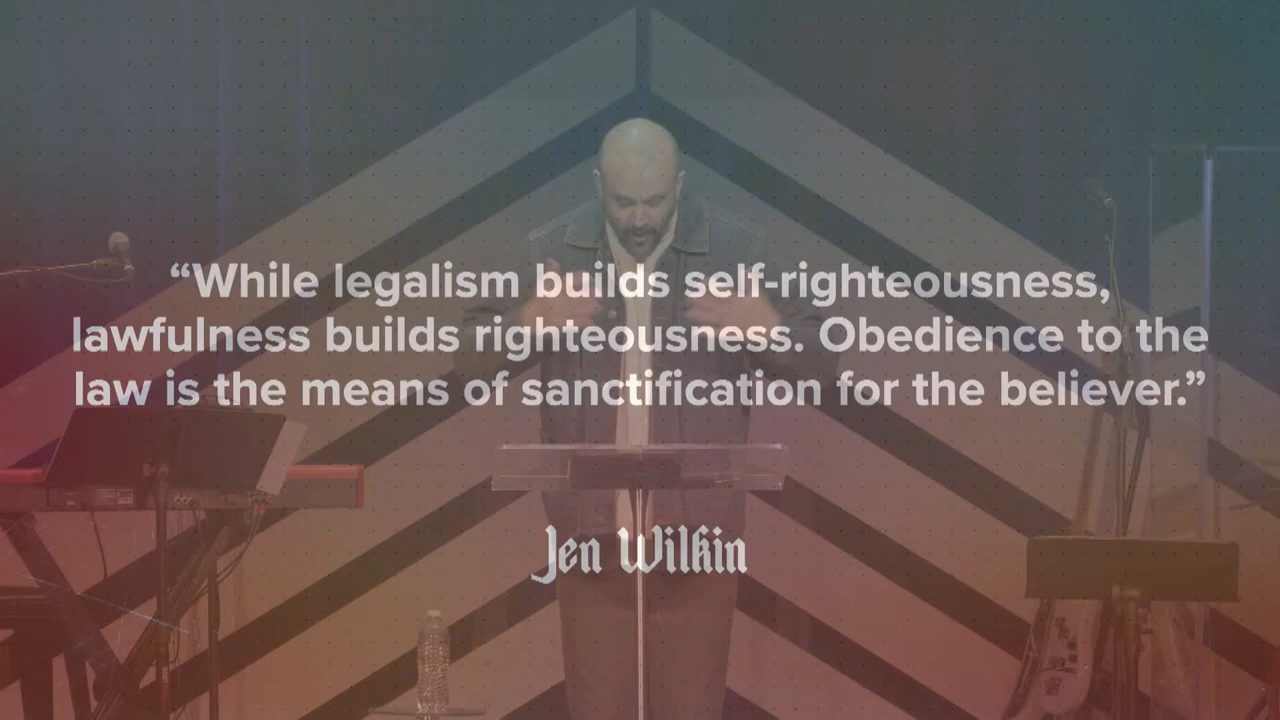 “While legalism builds self-righteousness,
lawfulness builds righteousness. Obedience to the
law is the means of sanctification for the believer.”
Jen Wilkin